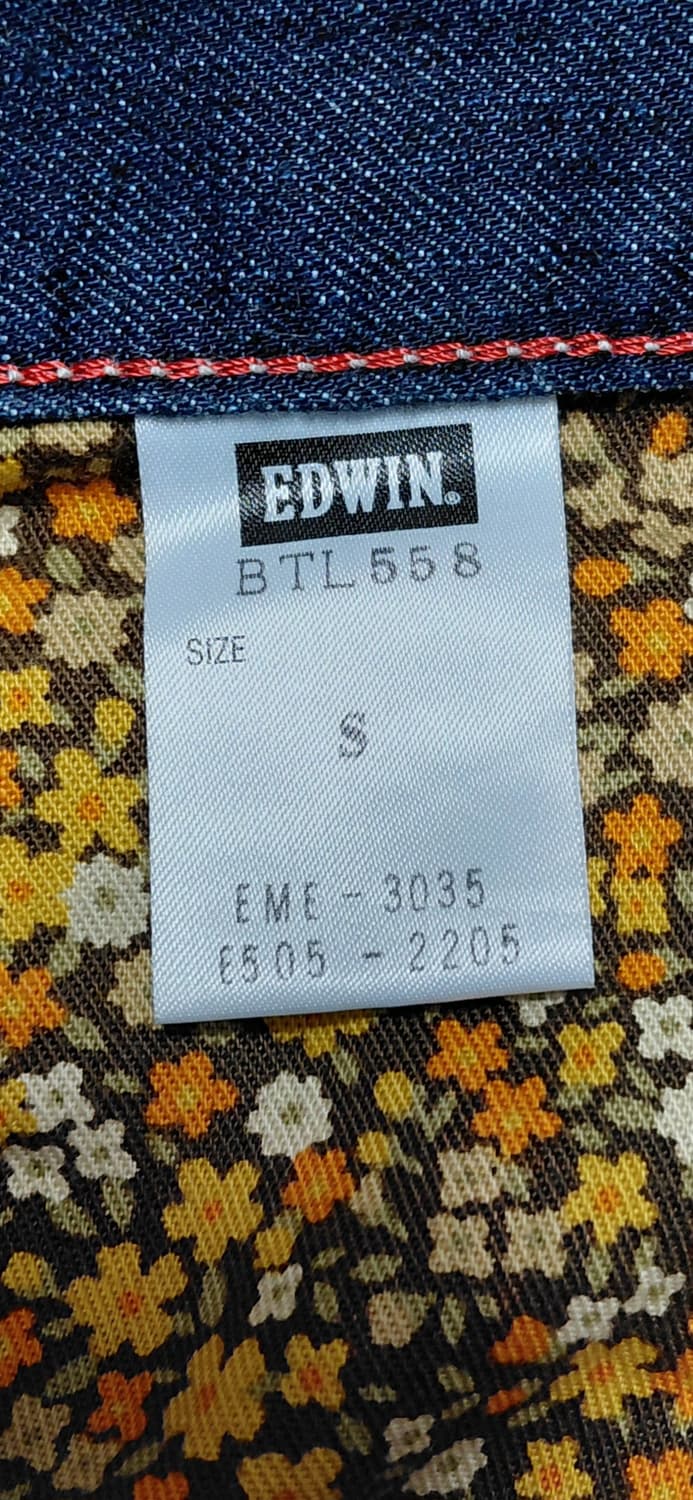 EDWIN.
BTL558
SIZE
S
EME - 3035
E505 - 2205